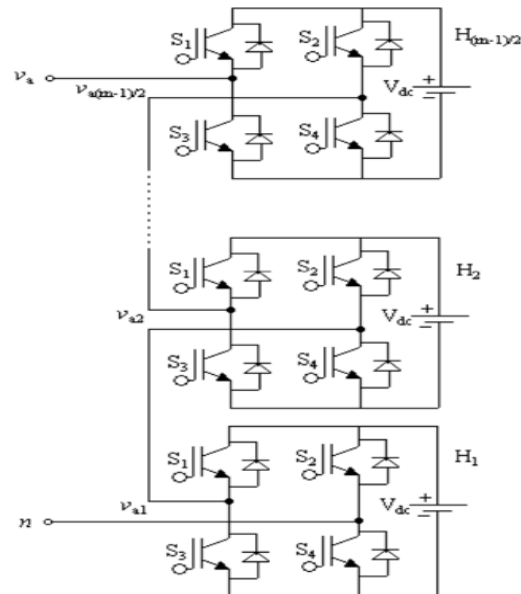 S1 S2 H(m-1)/2
va
va(m-1)/2 Vdc + −
S3 S4
S1 S2 H2
va2 Vdc + −
S3 S4
S1 S2 H1
va1 Vdc + −
n
S3 S4